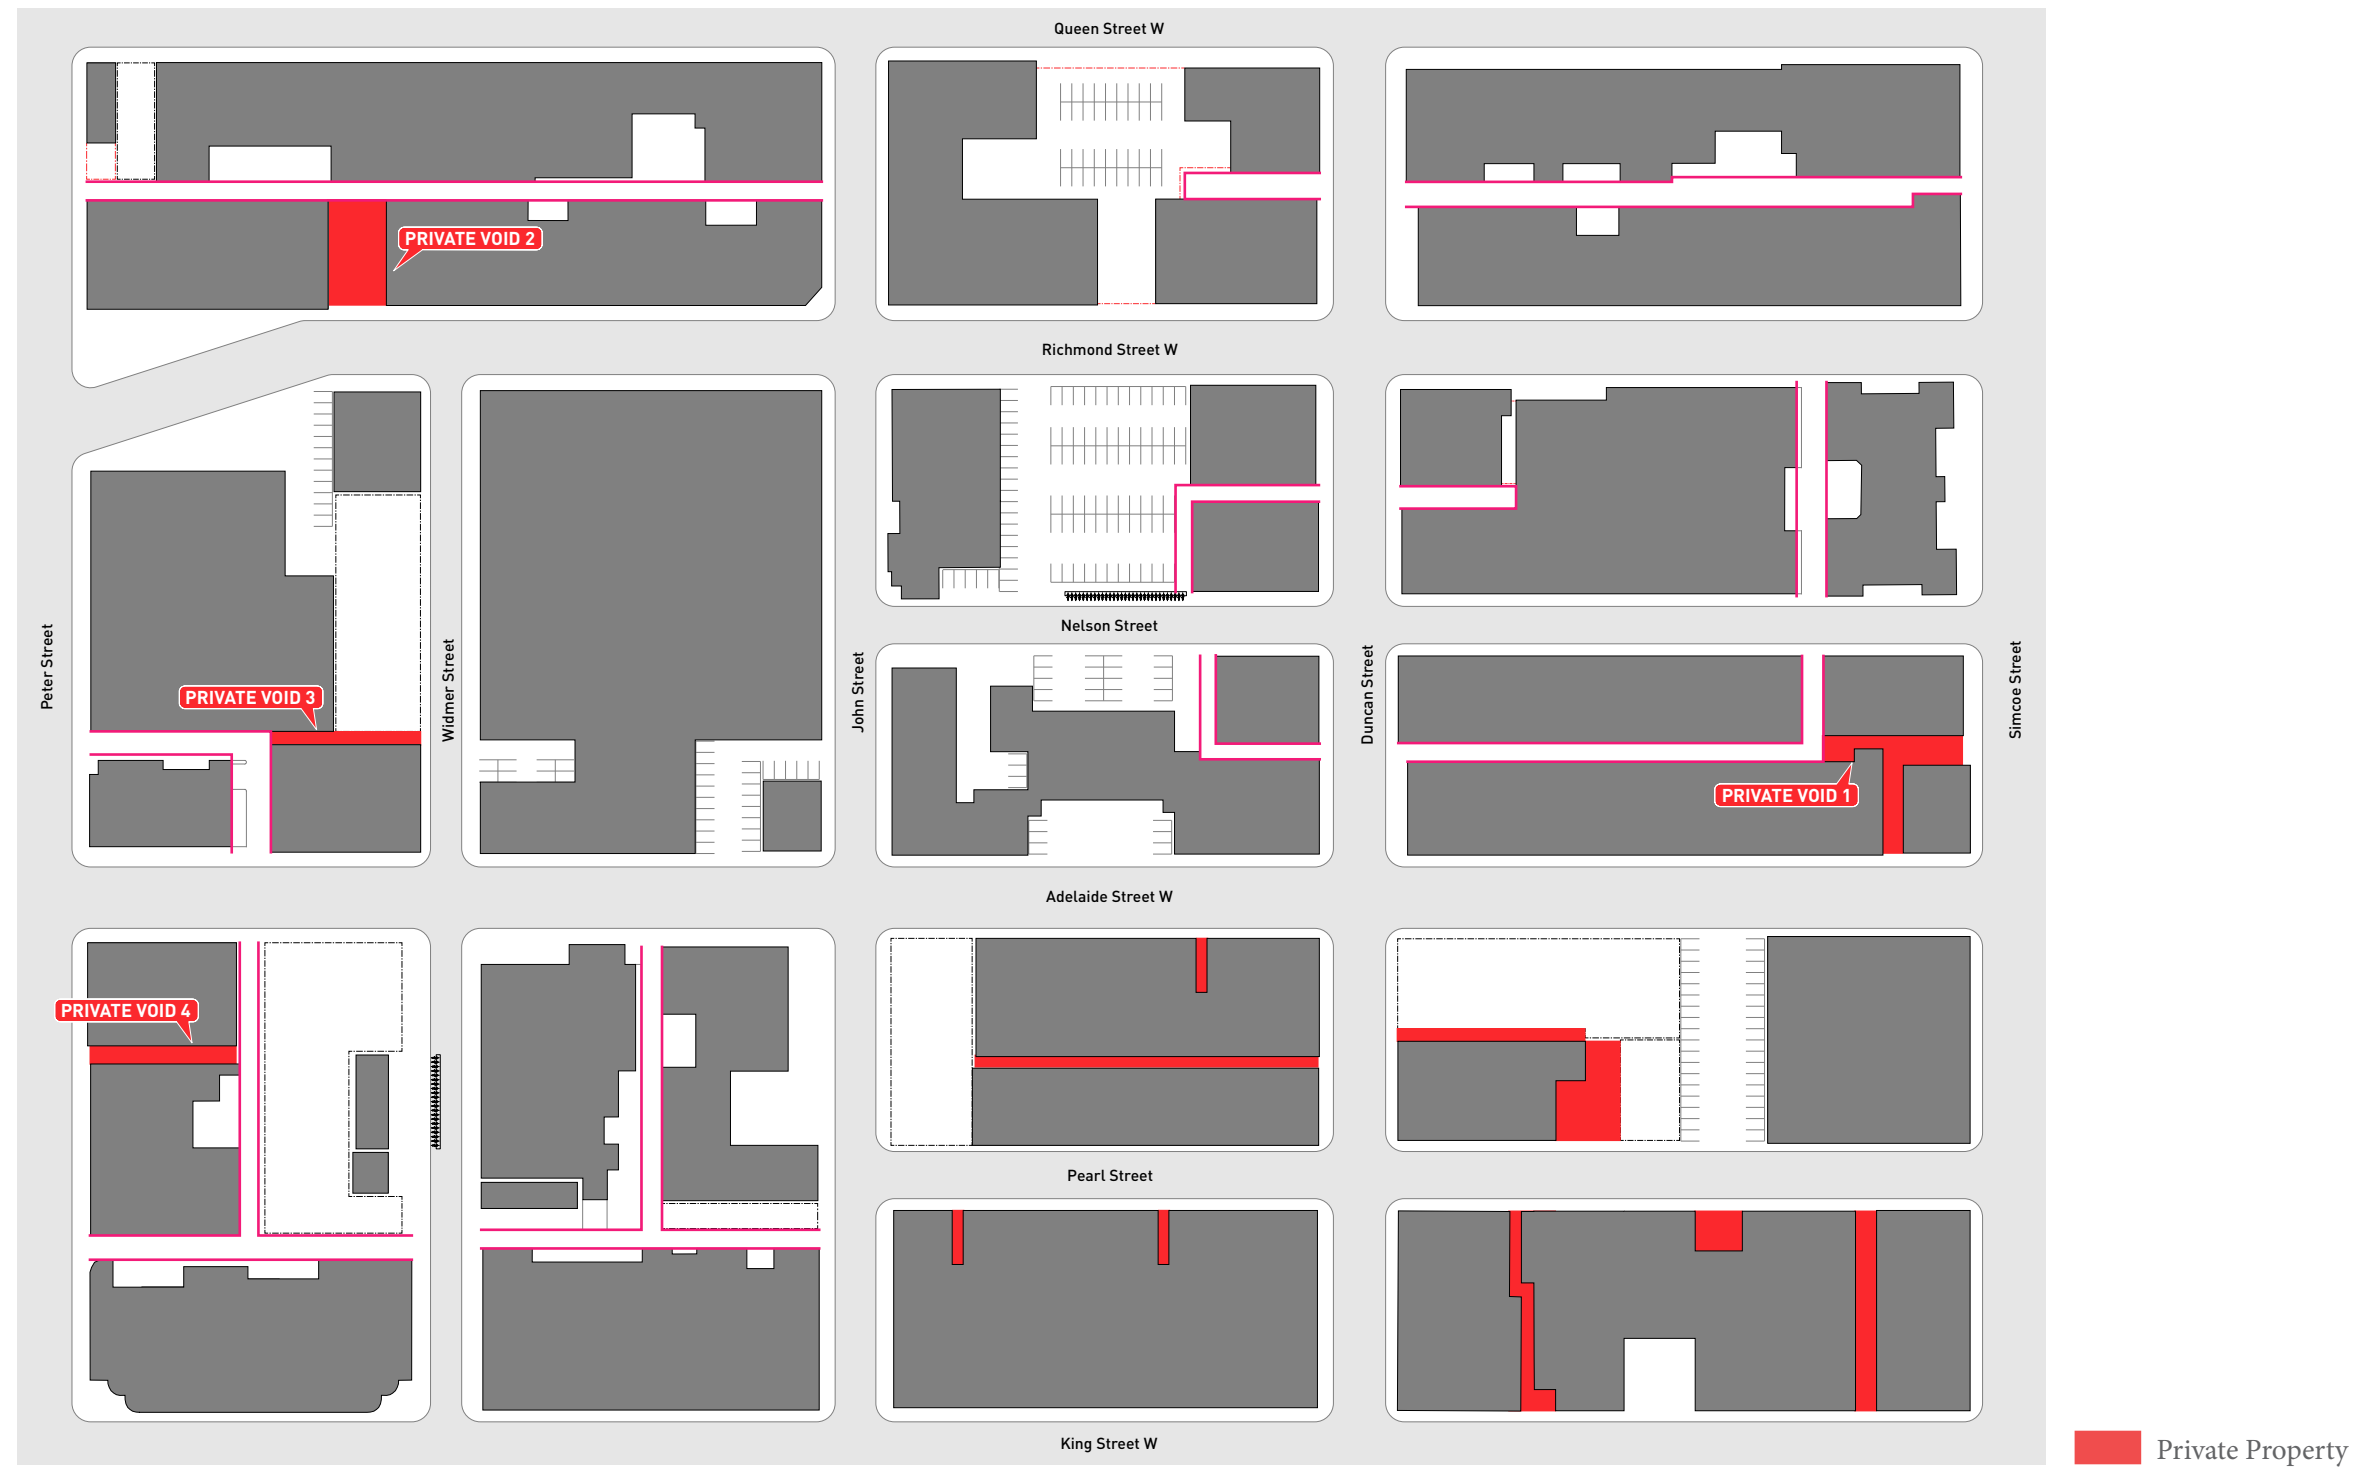 Queen Street W
PRIVATE VOID 2
Richmond Street W
Peter Street
PRIVATE VOID 3
Widmer Street
John Street
Nelson Street
Duncan Street
PRIVATE VOID 1
Simcoe Street
Adelaide Street W
PRIVATE VOID 4
Pearl Street
King Street W
Private Property